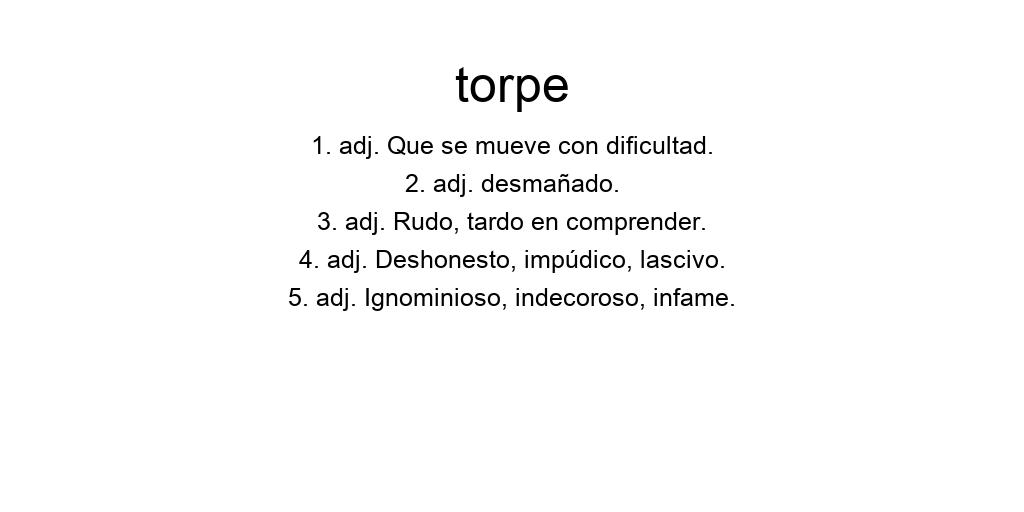 torpe
1. adj. Que se mueve con dificultad.
2. adj. desmañado.
3. adj. Rudo, tardo en comprender.
4. adj. Deshonesto, impúdico, lascivo.
5. adj. Ignominioso, indecoroso, infame.